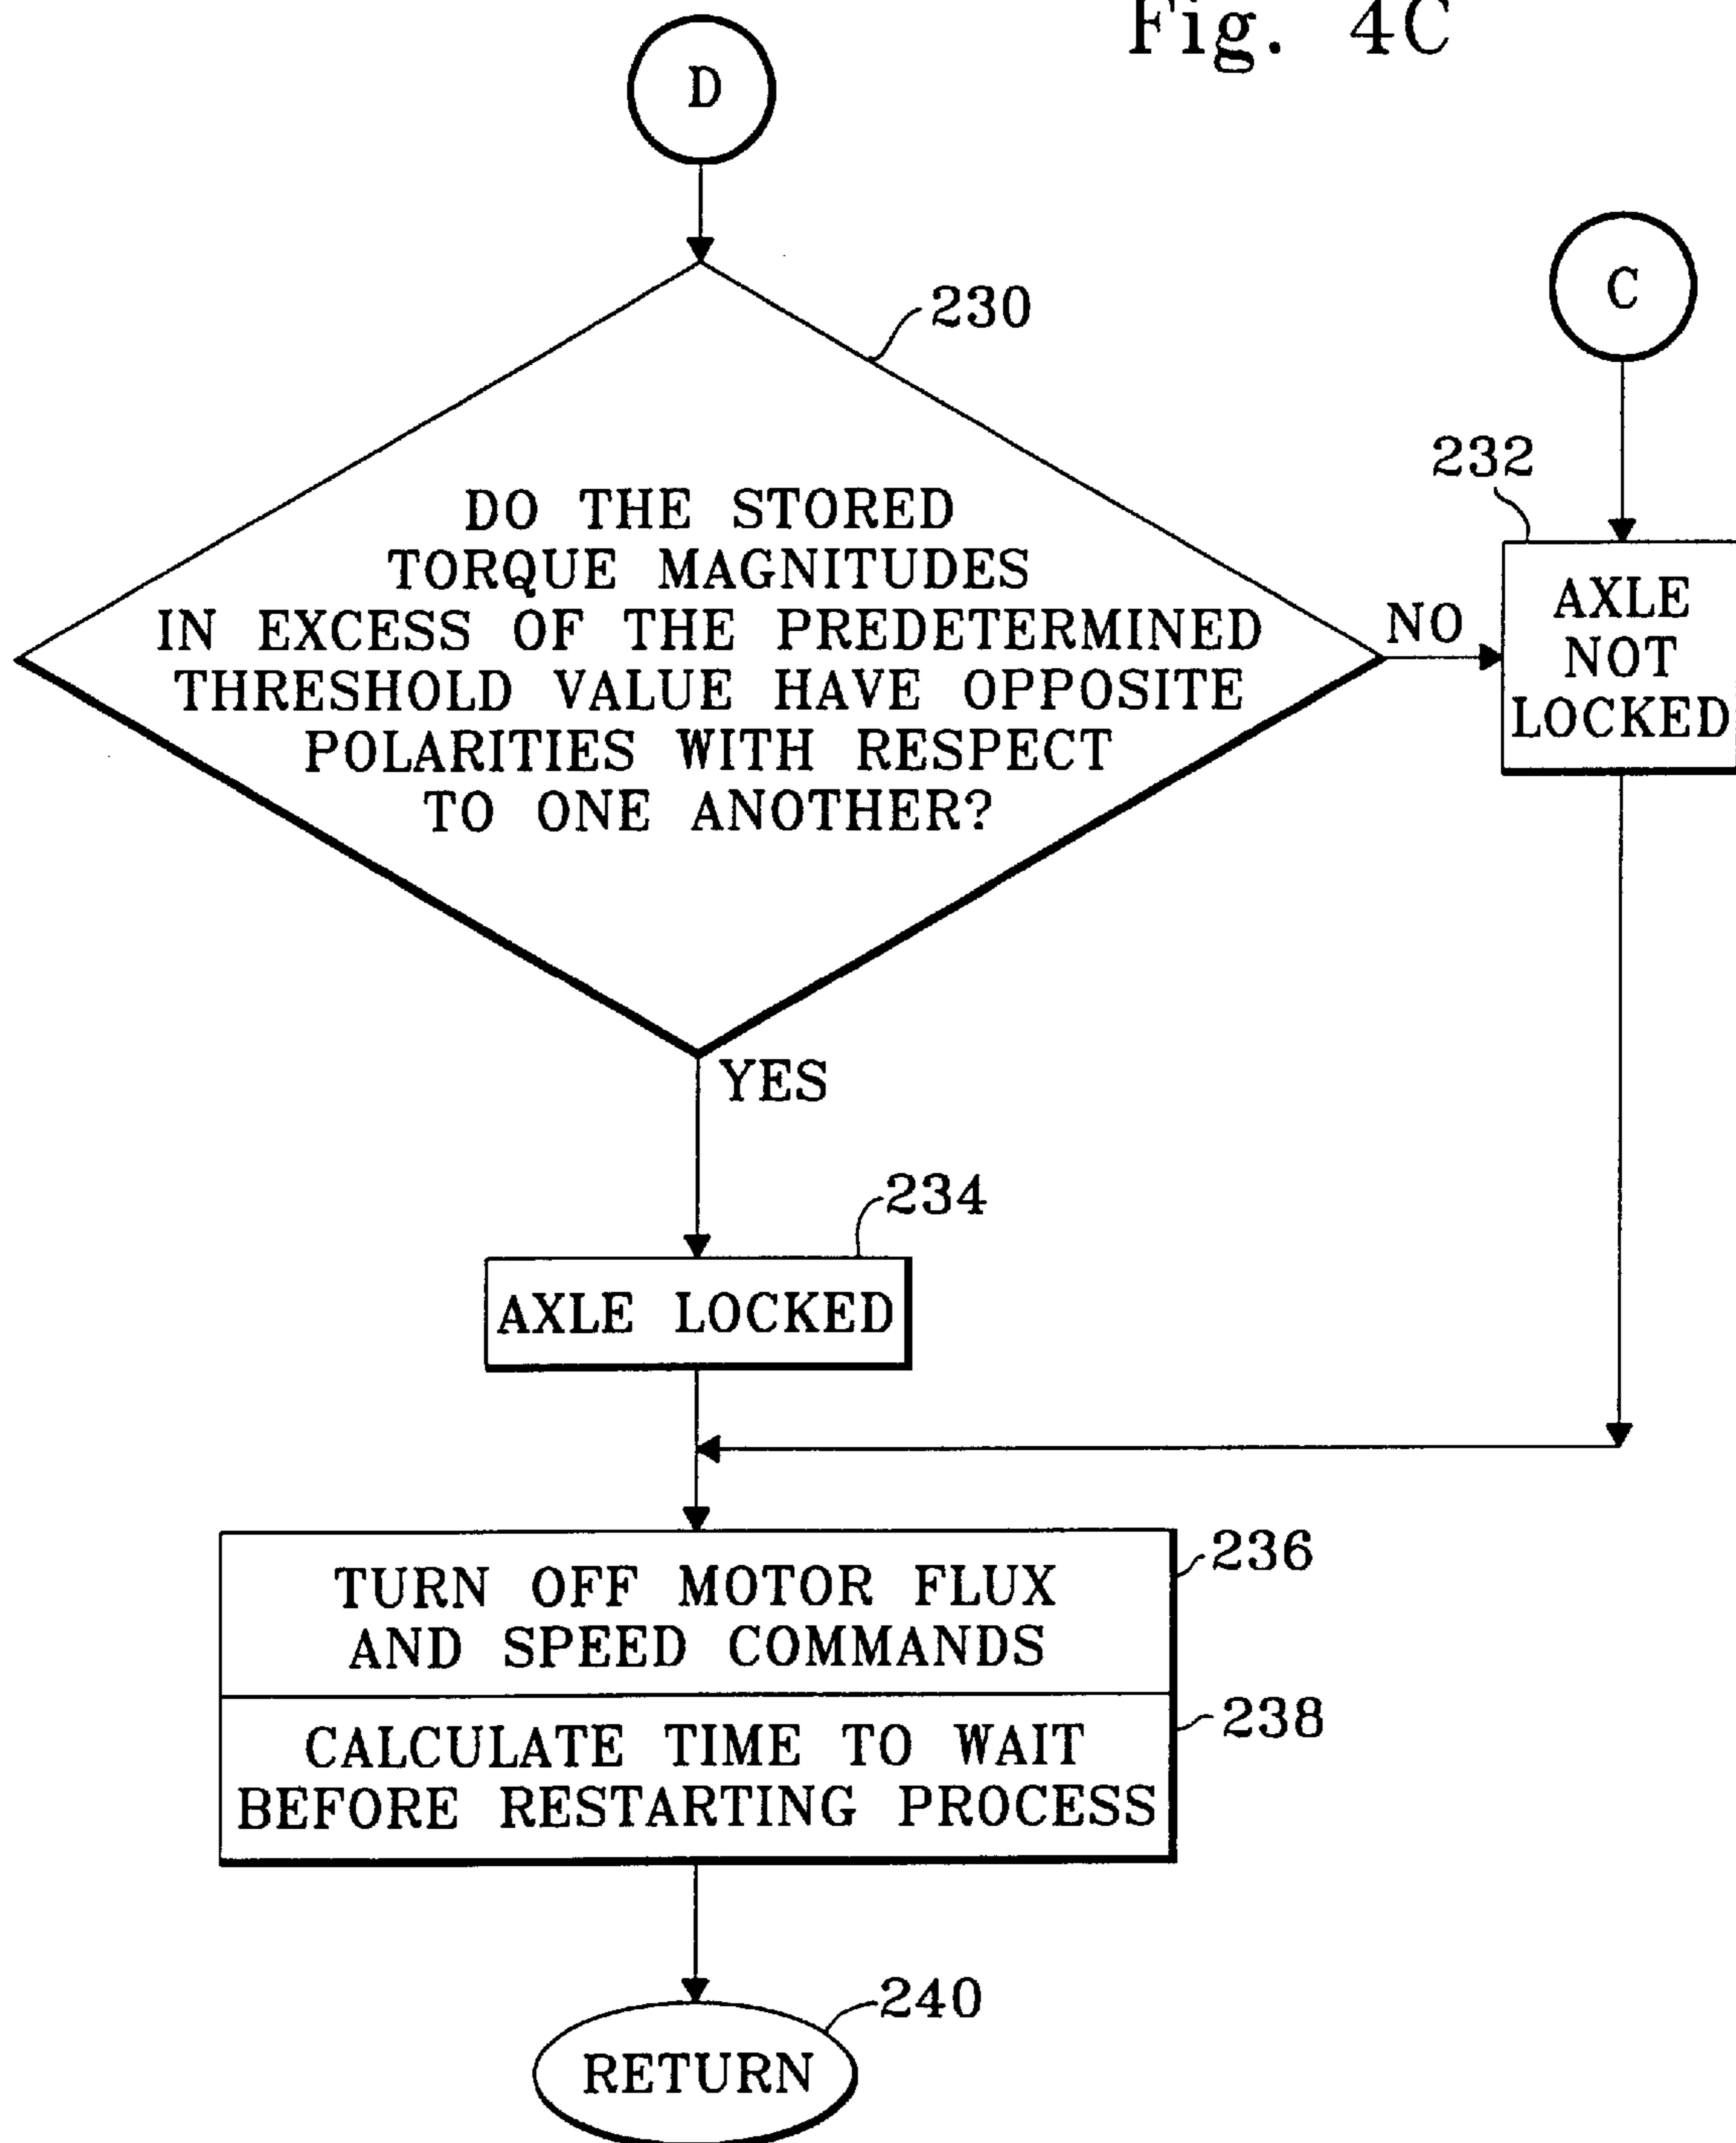 Fig. 4C
D
230
C
232
DO THE STORED
TORQUE MAGNITUDES
IN EXCESS OF THE PREDETERMINED
THRESHOLD VALUE HAVE OPPOSITE
POLARITIES WITH RESPECT
TO ONE ANOTHER?
NO
AXLE
NOT
LOCKED
YES
234
AXLE LOCKED
236
TURN OFF MOTOR FLUX
AND SPEED COMMANDS
238
CALCULATE TIME TO WAIT
BEFORE RESTARTING PROCESS
240
RETURN